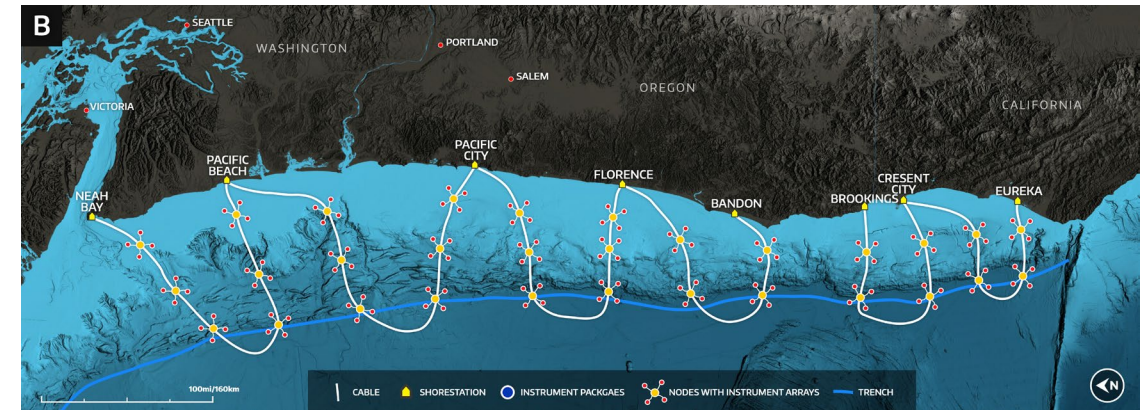 B
SEATTLE
WASHINGTON
PORTLAND
SALEM
OREGON
CALIFORNIA
VICTORIA
NEAH
BAY
PACIFIC
BEACH
PACIFIC
CITY
FLORENCE
BANDON
BROOKINGS
CRESENT
CITY
EUREKA
100mi/160km
CABLE
SHORESTATION
INSTRUMENT PACKGAES
NODES WITH INSTRUMENT ARRAYS
TRENCH
N